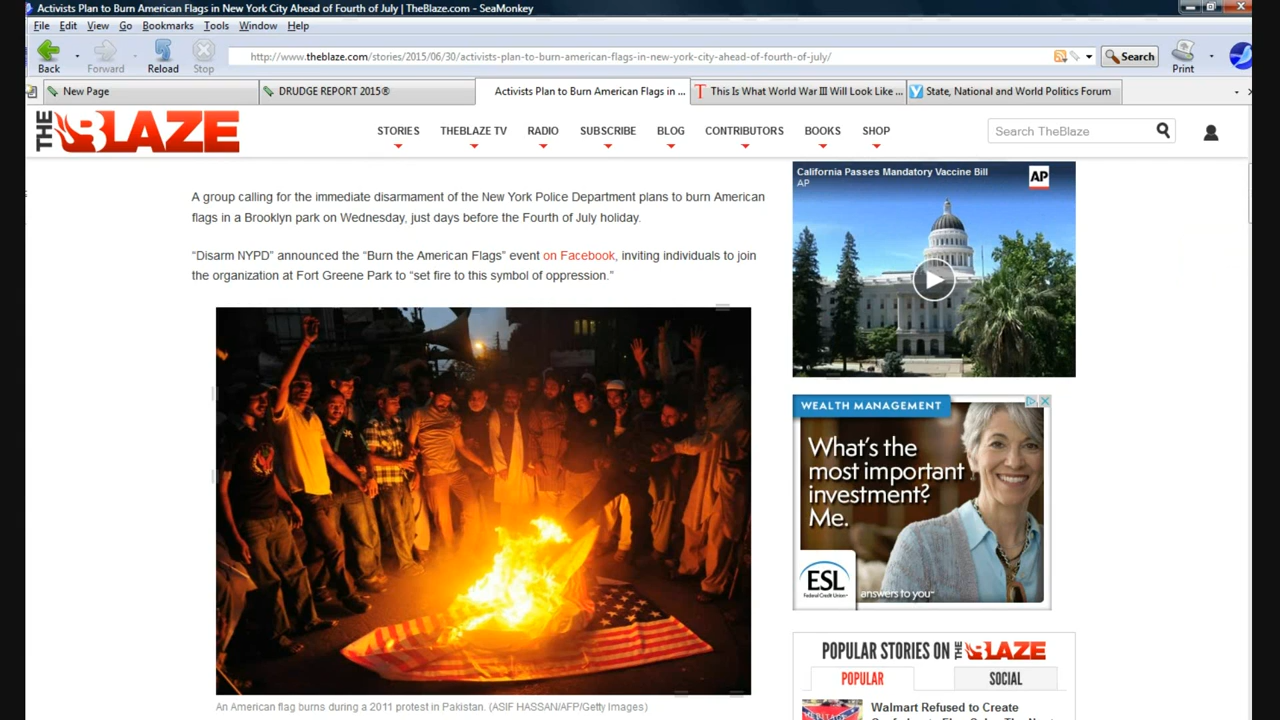 Activists Plan to Burn American Flags in New York City Ahead of Fourth of July | TheBlaze.com - SeaMonkey
File Edit View Go Bookmarks Tools Window Help
Back Forward Reload Stop
http://www.theblaze.com/stories/2015/06/30/activists-plan-to-burn-american-flags-in-new-york-city-ahead-of-fourth-of-july/
Search
Print
New Page
DRUDGE REPORT 2015®
Activists Plan to Burn American Flags in ...
This Is What World War III Will Look Like ...
State, National and World Politics Forum
THE BLAZE
STORIES THEBLAZE TV RADIO SUBSCRIBE BLOG CONTRIBUTORS BOOKS SHOP
Search TheBlaze
A group calling for the immediate disarmament of the New York Police Department plans to burn American
flags in a Brooklyn park on Wednesday, just days before the Fourth of July holiday.
“Disarm NYPD” announced the “Burn the American Flags” event on Facebook, inviting individuals to join
the organization at Fort Greene Park to “set fire to this symbol of oppression.”
An American flag burns during a 2011 protest in Pakistan. (ASIF HASSAN/AFP/Getty Images)
California Passes Mandatory Vaccine Bill
AP
AP
WEALTH MANAGEMENT
What's the
most important
investment?
Me.
ESL
Federal Credit Union
answers to you
POPULAR STORIES ON THE BLAZE
POPULAR SOCIAL
Walmart Refused to Create